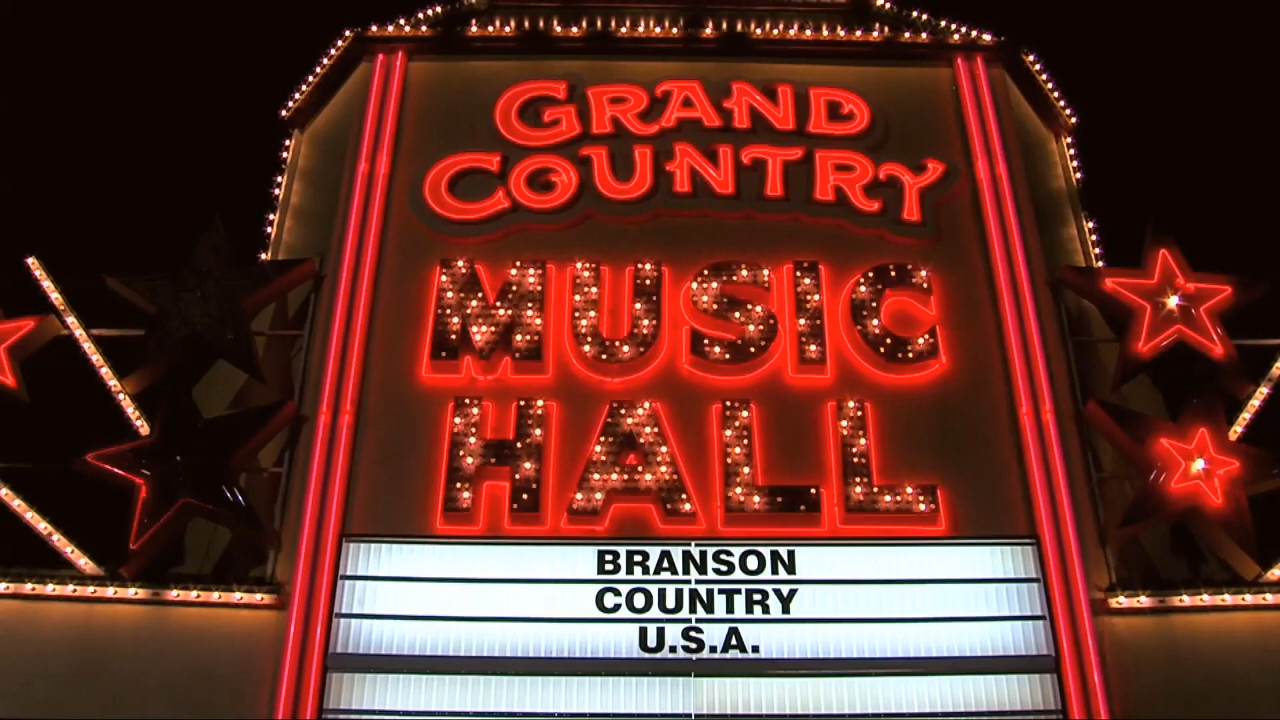 GRAND
COUNTRY
MUSIC
HALL
BRANSON
COUNTRY
U.S.A.